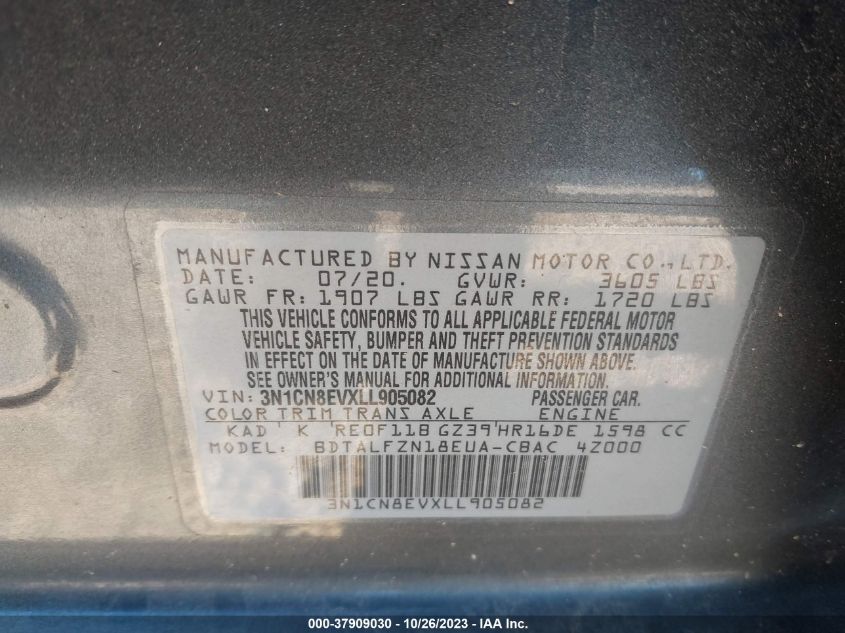 MANUFACTURED BY NISSAN MOTOR CO., LTD.
DATE: 07/20. GVWR: 3605 LBS
GAWR FR: 1907 LBS GAWR RR: 1720 LBS
THIS VEHICLE CONFORMS TO ALL APPLICABLE FEDERAL MOTOR
VEHICLE SAFETY, BUMPER AND THEFT PREVENTION STANDARDS
IN EFFECT ON THE DATE OF MANUFACTURE SHOWN ABOVE.
SEE OWNER'S MANUAL FOR ADDITIONAL INFORMATION.
VIN: 3N1CN8EVXLL905082 PASSENGER CAR.
COLOR TRIM TRANS AXLE ENGINE
KAD K RE0F11B GZ39 HR16DE 1598 CC
MODEL: BDTALFZN18EUA-CBAC 4Z000
3N1CN8EVXLL905082
000-37909030 - 10/26/2023 - IAA Inc.